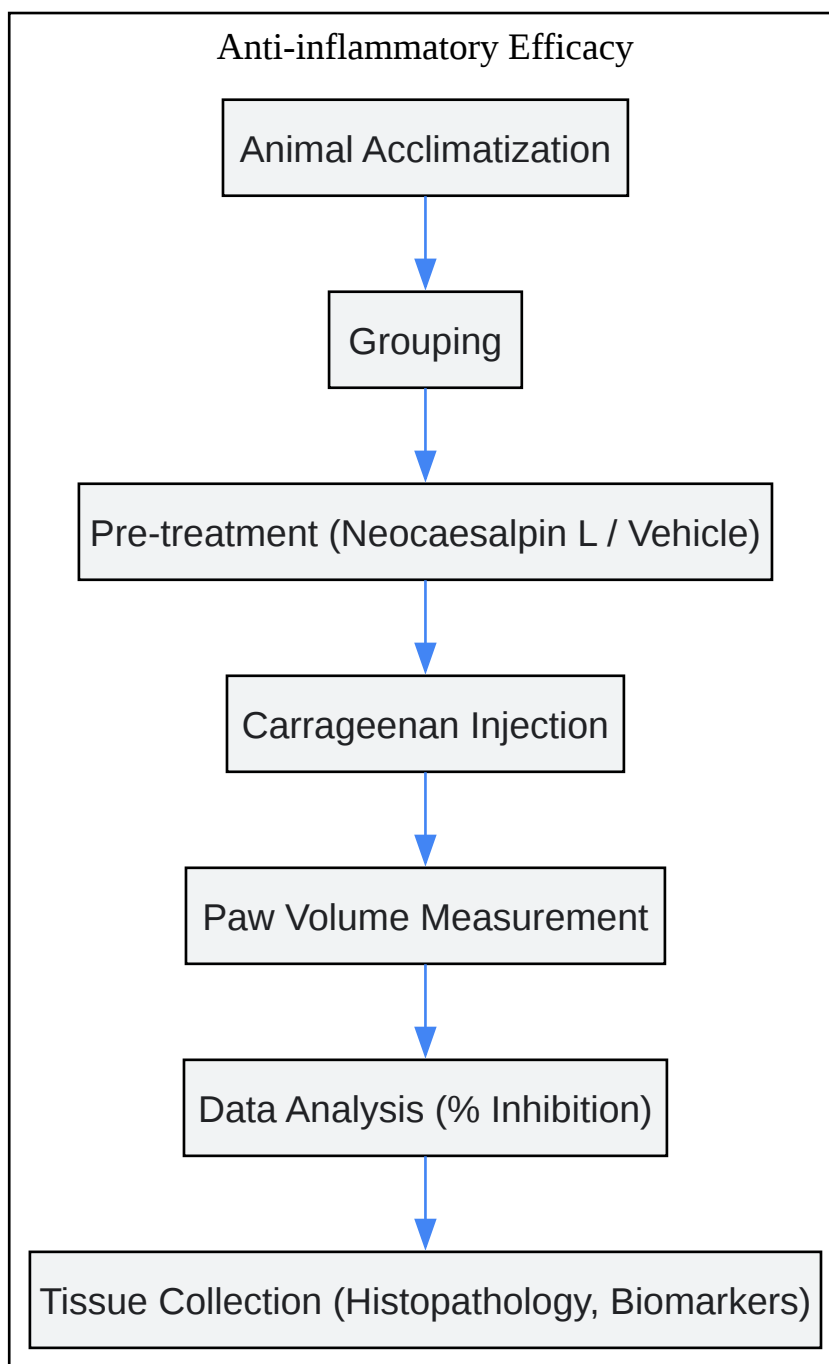 Anti-inflammatory Efficacy
Animal Acclimatization
Grouping
Pre-treatment (Neocaesalpin L / Vehicle)
Carrageenan Injection
Paw Volume Measurement
Data Analysis (% Inhibition)
Tissue Collection (Histopathology, Biomarkers)